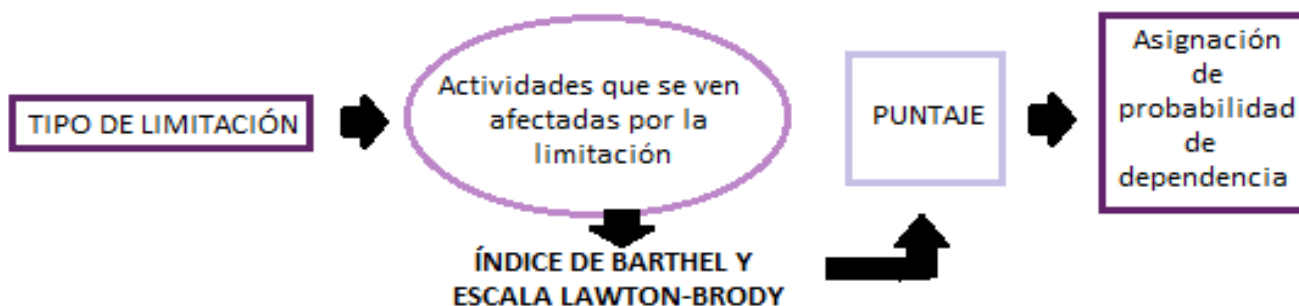 TIPO DE LIMITACIÓN
Actividades que se ven
afectadas por la
limitación
ÍNDICE DE BARTHEL Y
ESCALA LAWTON-BRODY
PUNTAJE
Asignación
de
probabilidad
de
dependencia